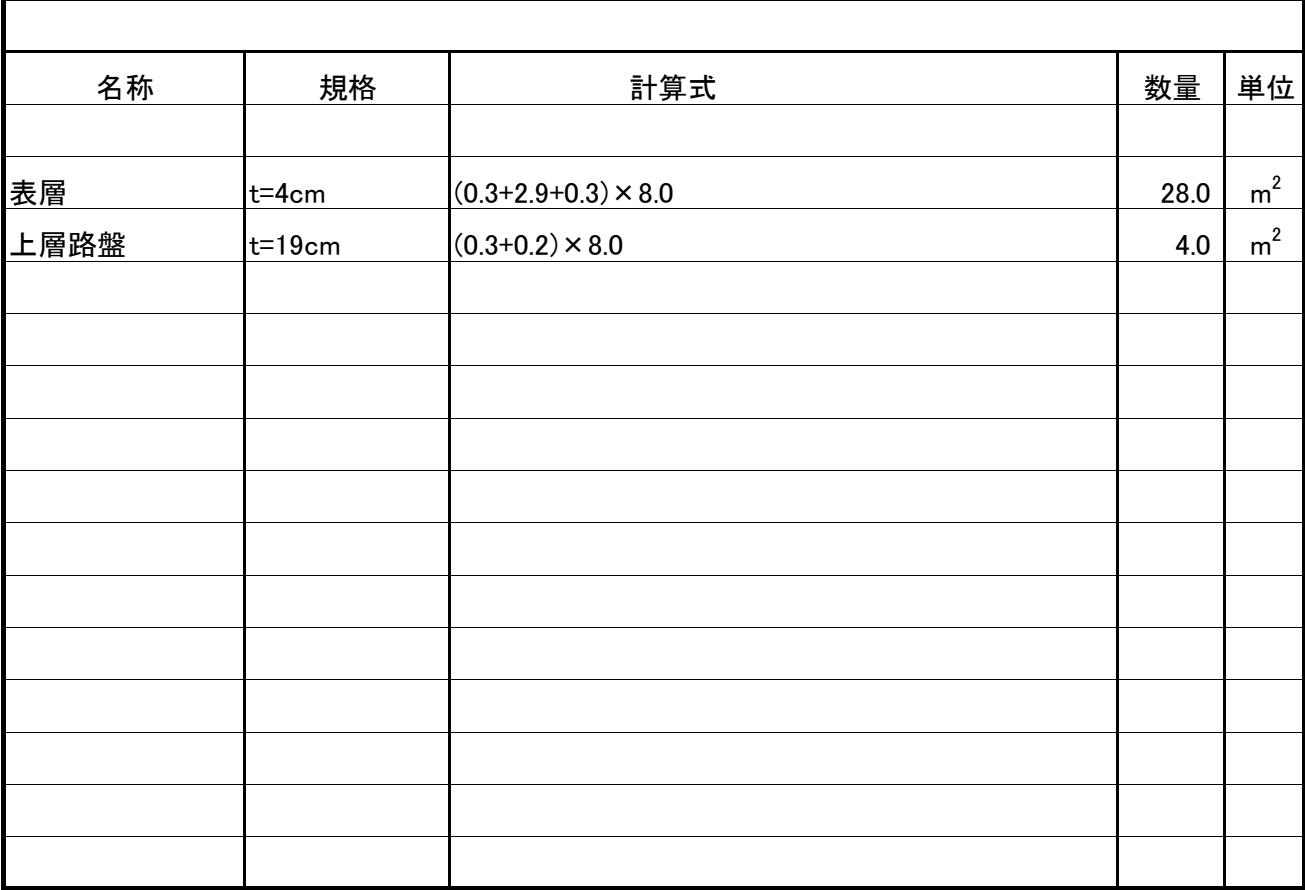 名称 規格 計算式 数量 単位
表層 t=4cm (0.3+2.9+0.3)×8.0 28.0 m²
上層路盤 t=19cm (0.3+0.2)×8.0 4.0 m²